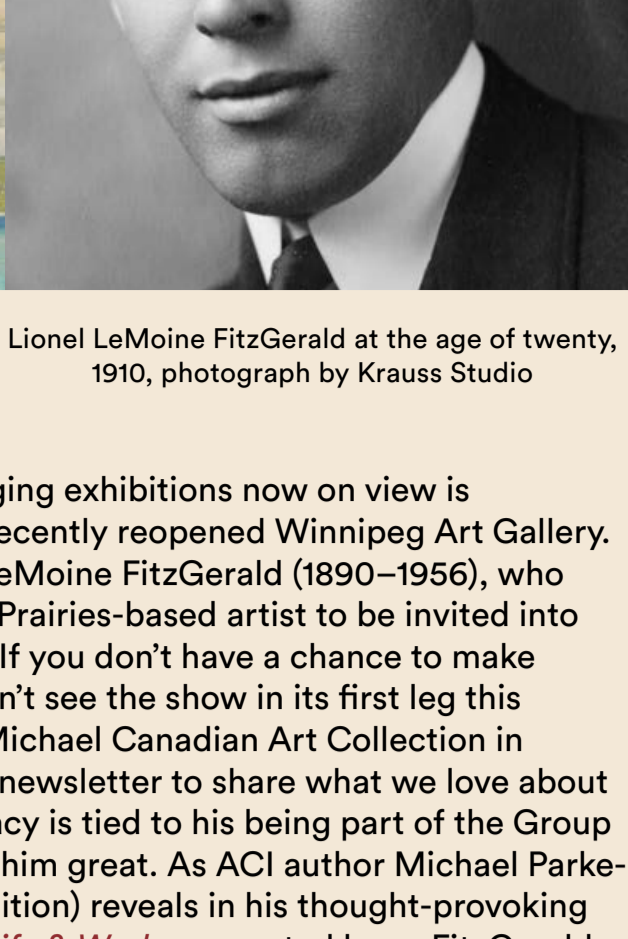 Lionel LeMoine FitzGerald at the age of twenty,
1910, photograph by Krauss Studio
ging exhibitions now on view is
ecently reopened Winnipeg Art Gallery.
eMoine FitzGerald (1890–1956), who
Prairies-based artist to be invited into
If you don’t have a chance to make
n’t see the show in its first leg this
Michael Canadian Art Collection in
newsletter to share what we love about
cy is tied to his being part of the Group
him great. As ACI author Michael Parke-
ition) reveals in his thought-provoking